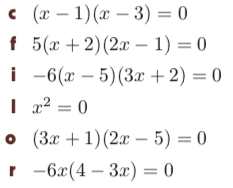 c (x − 1)(x − 3) = 0
f 5(x + 2)(2x − 1) = 0
i −6(x − 5)(3x + 2) = 0
l x² = 0
o (3x + 1)(2x − 5) = 0
r −6x(4 − 3x) = 0